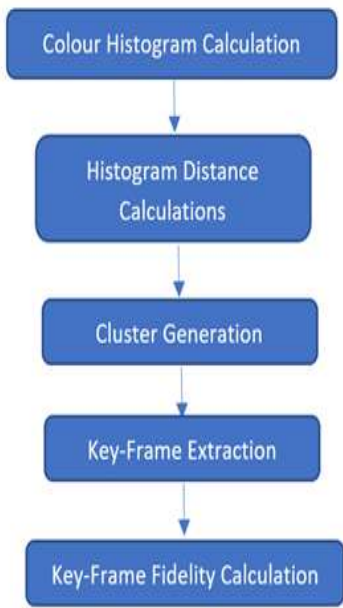 Colour Histogram Calculation
Histogram Distance
Calculations
Cluster Generation
Key-Frame Extraction
Key-Frame Fidelity Calculation